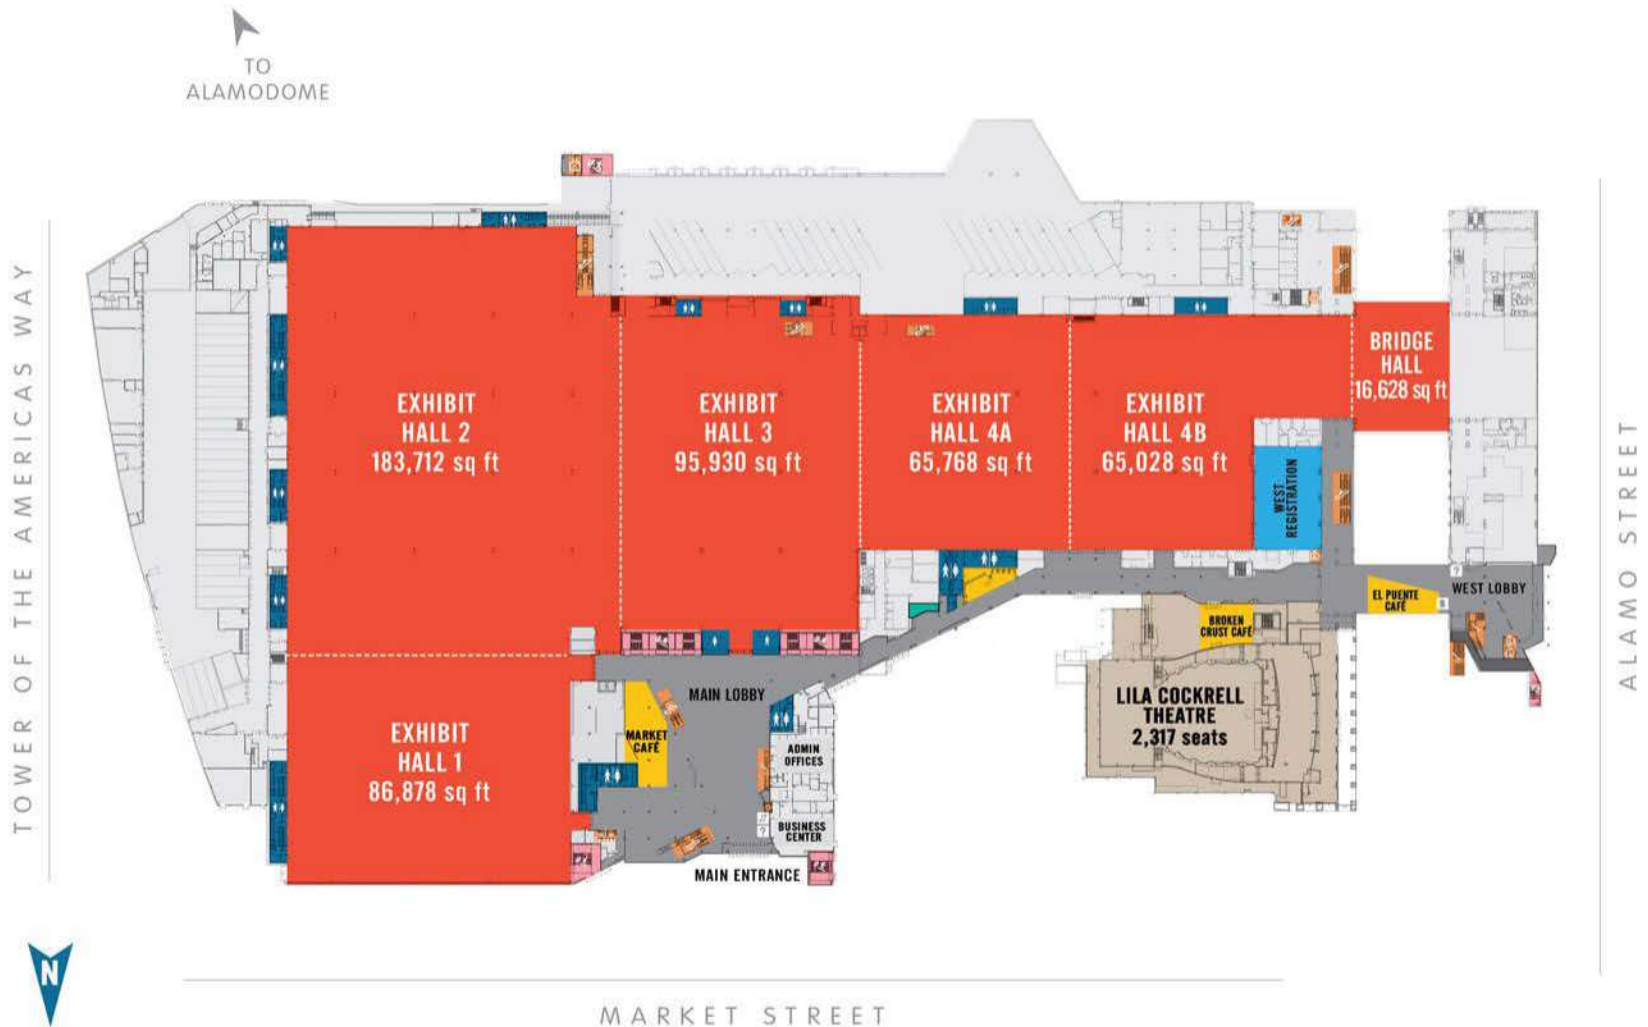 TO
ALAMODOME
TOWER OF THE AMERICAS WAY
EXHIBIT
HALL 2
183,712 sq ft
EXHIBIT
HALL 3
95,930 sq ft
EXHIBIT
HALL 4A
65,768 sq ft
EXHIBIT
HALL 4B
65,028 sq ft
BRIDGE
HALL
16,628 sq ft
WEST
REGISTRATION
ALAMO STREET
EL PUENTE
CAFÉ
WEST LOBBY
BROKEN
CRUST CAFÉ
LILA COCKRELL
THEATRE
2,317 seats
MAIN LOBBY
MARKET
CAFÉ
ADMIN
OFFICES
EXHIBIT
HALL 1
86,878 sq ft
BUSINESS
CENTER
MAIN ENTRANCE
N
MARKET STREET